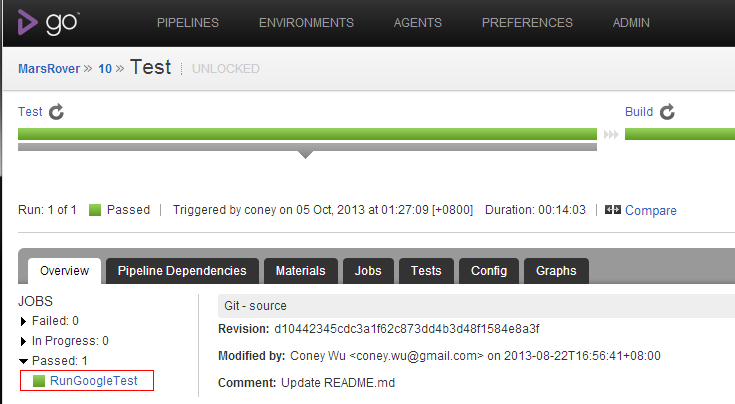 go™
PIPELINES ENVIRONMENTS AGENTS PREFERENCES ADMIN
MarsRover » 10 » Test UNLOCKED
Test Build
Run: 1 of 1 Passed Triggered by coney on 05 Oct, 2013 at 01:27:09 [+0800] Duration: 00:14:03 Compare
Overview Pipeline Dependencies Materials Jobs Tests Config Graphs
JOBS
Failed: 0
In Progress: 0
Passed: 1
RunGoogleTest
Git - source
Revision: d10442345cdc3a1f62c873dd4b3d48f1584e8a3f
Modified by: Coney Wu <coney.wu@gmail.com> on 2013-08-22T16:56:41+08:00
Comment: Update README.md